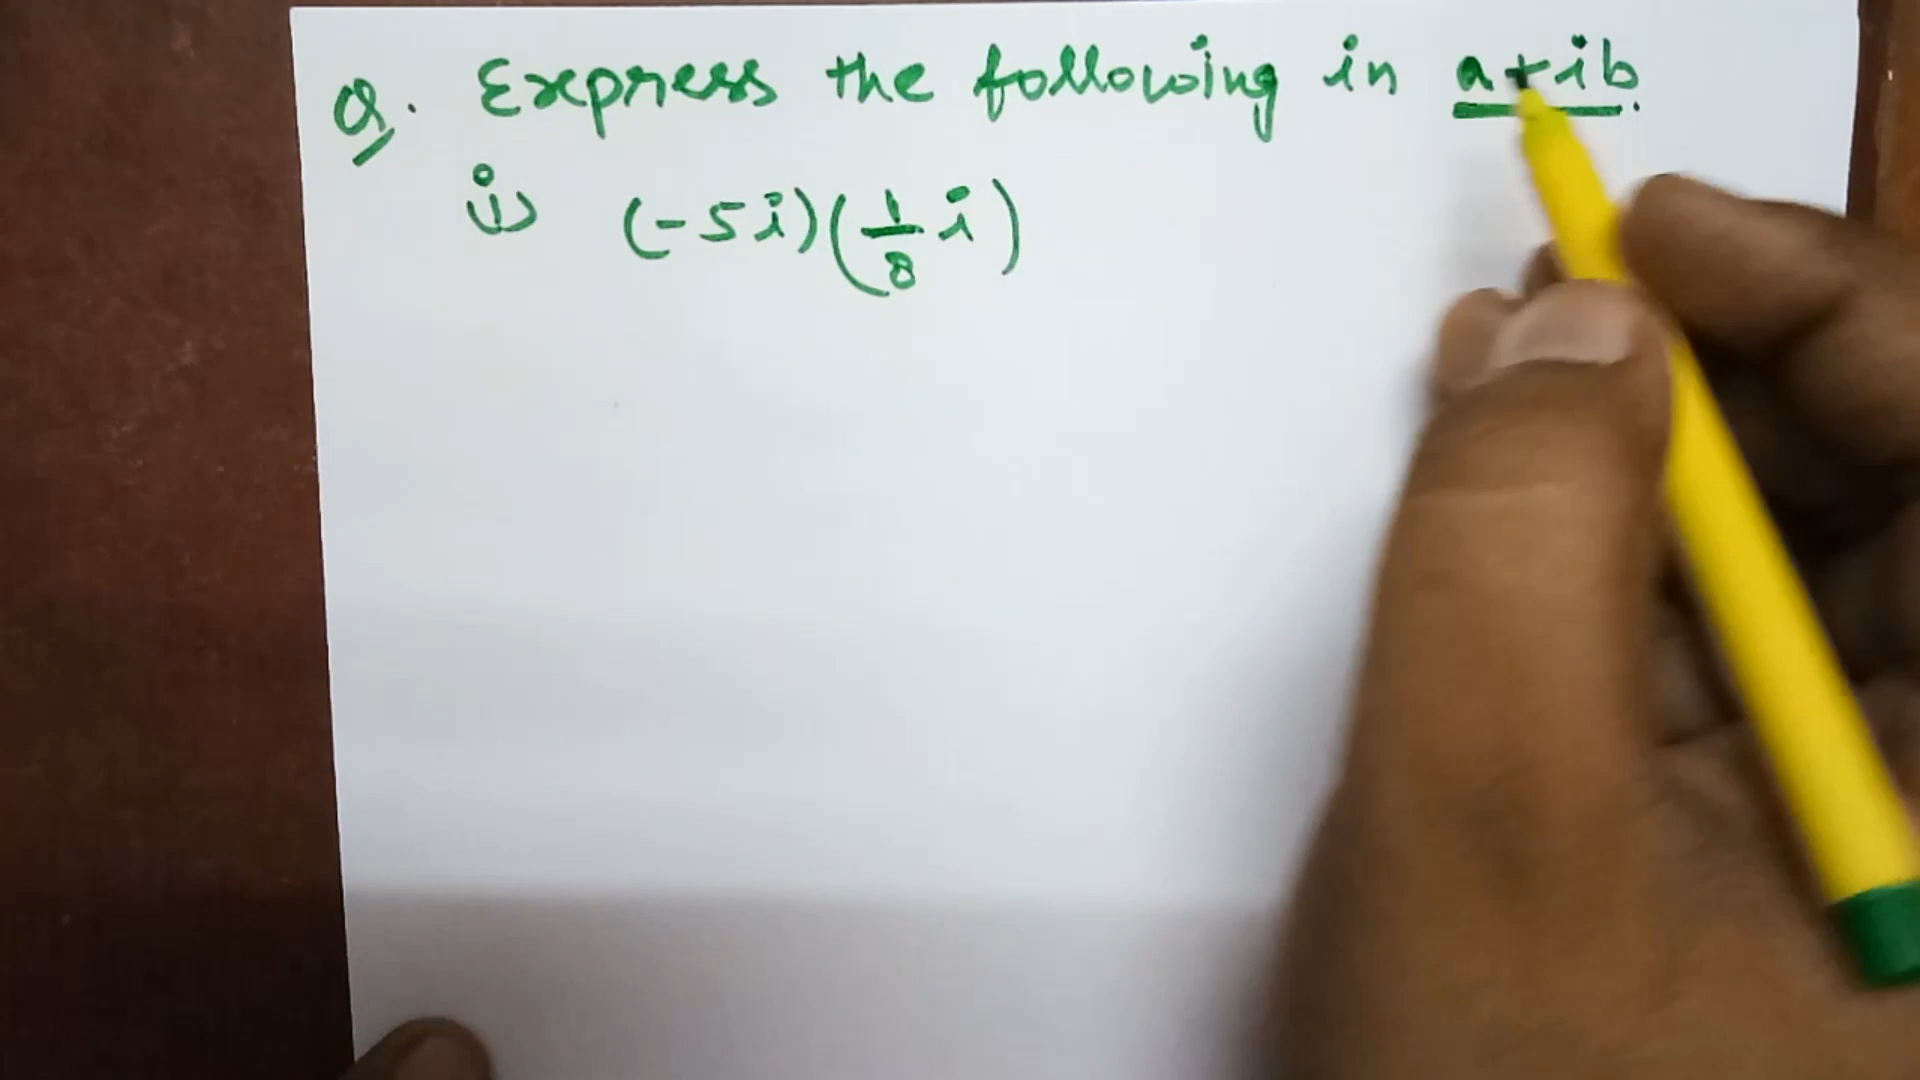 Q. Express the following in a+ib.
i) (-5i)(1/8 i)